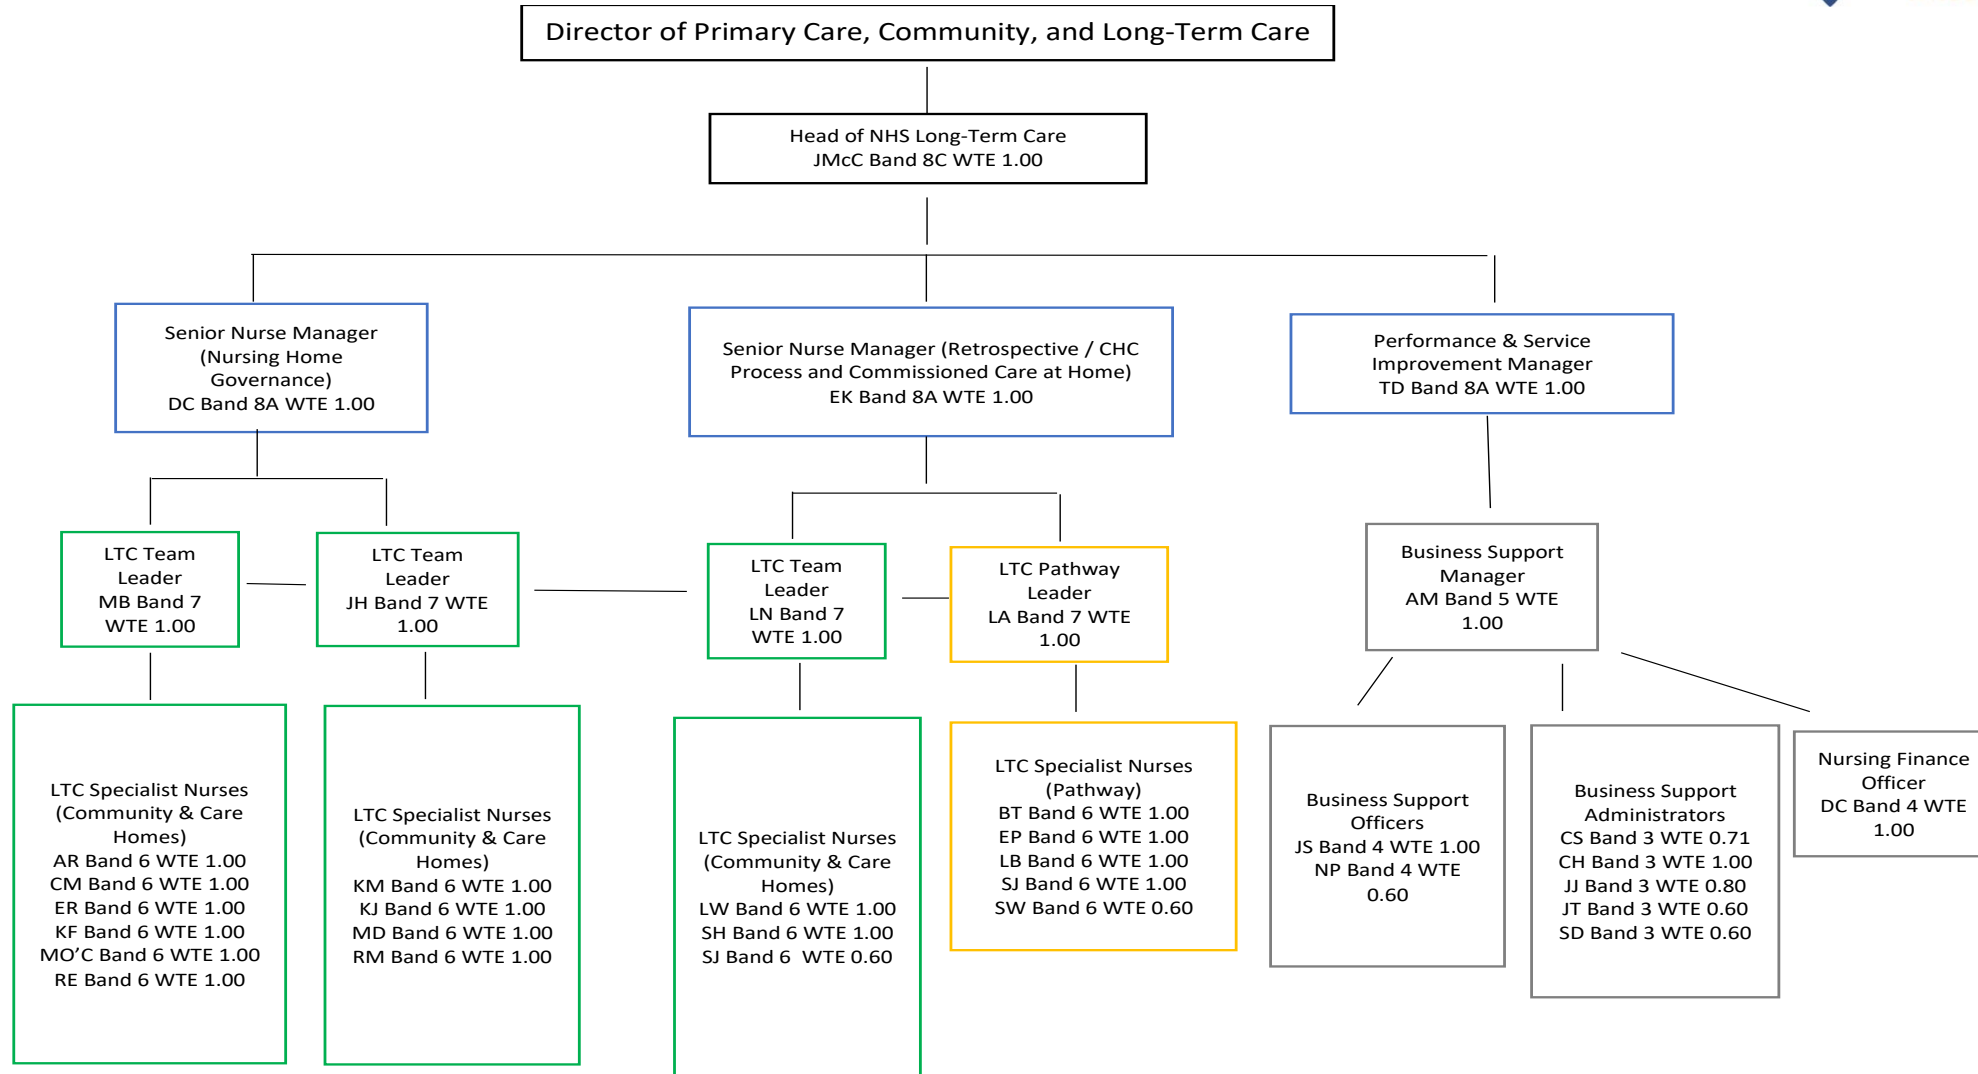 Director of Primary Care, Community, and Long-Term Care
Head of NHS Long-Term Care
JMcC Band 8C WTE 1.00
Senior Nurse Manager
(Nursing Home
Governance)
DC Band 8A WTE 1.00
Senior Nurse Manager (Retrospective / CHC
Process and Commissioned Care at Home)
EK Band 8A WTE 1.00
Performance & Service
Improvement Manager
TD Band 8A WTE 1.00
LTC Team
Leader
MB Band 7
WTE 1.00
LTC Team
Leader
JH Band 7 WTE
1.00
LTC Team
Leader
LN Band 7
WTE 1.00
LTC Pathway
Leader
LA Band 7 WTE
1.00
Business Support
Manager
AM Band 5 WTE
1.00
LTC Specialist Nurses
(Community & Care
Homes)
AR Band 6 WTE 1.00
CM Band 6 WTE 1.00
ER Band 6 WTE 1.00
KF Band 6 WTE 1.00
MO’C Band 6 WTE 1.00
RE Band 6 WTE 1.00
LTC Specialist Nurses
(Community & Care
Homes)
KM Band 6 WTE 1.00
KJ Band 6 WTE 1.00
MD Band 6 WTE 1.00
RM Band 6 WTE 1.00
LTC Specialist Nurses
(Community & Care
Homes)
LW Band 6 WTE 1.00
SH Band 6 WTE 1.00
SJ Band 6  WTE 0.60
LTC Specialist Nurses
(Pathway)
BT Band 6 WTE 1.00
EP Band 6 WTE 1.00
LB Band 6 WTE 1.00
SJ Band 6 WTE 1.00
SW Band 6 WTE 0.60
Business Support
Officers
JS Band 4 WTE 1.00
NP Band 4 WTE
0.60
Business Support
Administrators
CS Band 3 WTE 0.71
CH Band 3 WTE 1.00
JJ Band 3 WTE 0.80
JT Band 3 WTE 0.60
SD Band 3 WTE 0.60
Nursing Finance
Officer
DC Band 4 WTE
1.00